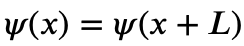 ψ(x) = ψ(x + L)